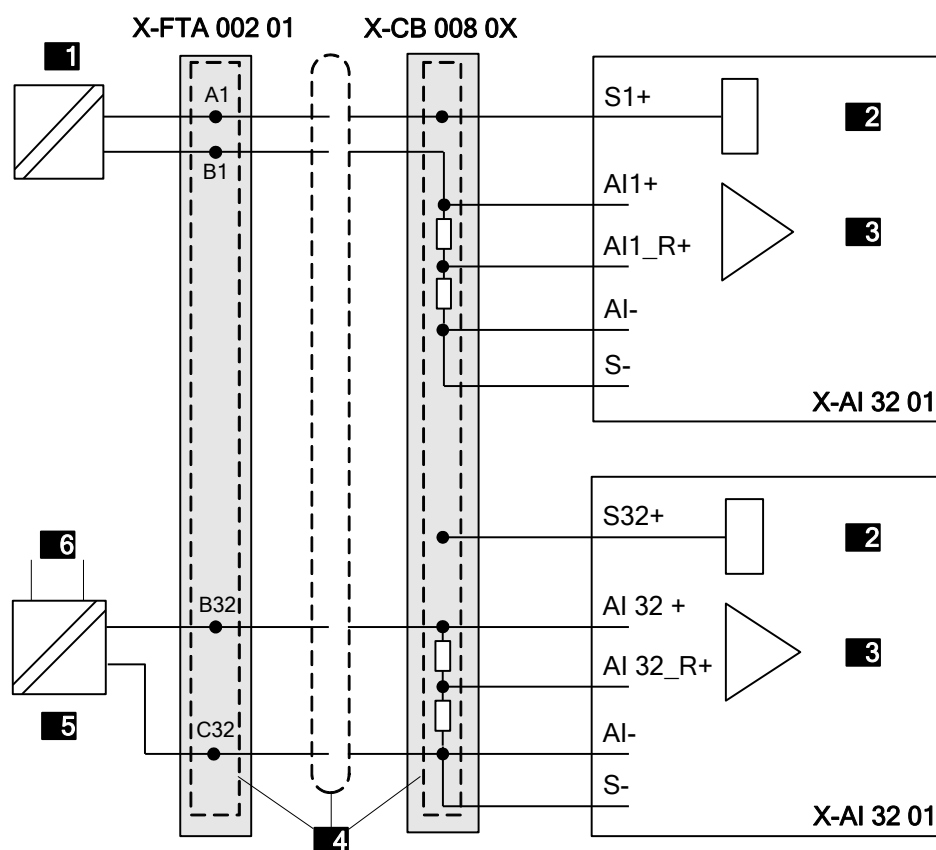 X-FTA 002 01
X-CB 008 0X
1
A1
B1
S1+
2
AI1+
3
AI1_R+
AI-
S-
X-AI 32 01
S32+
2
6
B32
AI 32 +
3
AI 32_R+
5
C32
AI-
S-
X-AI 32 01
4